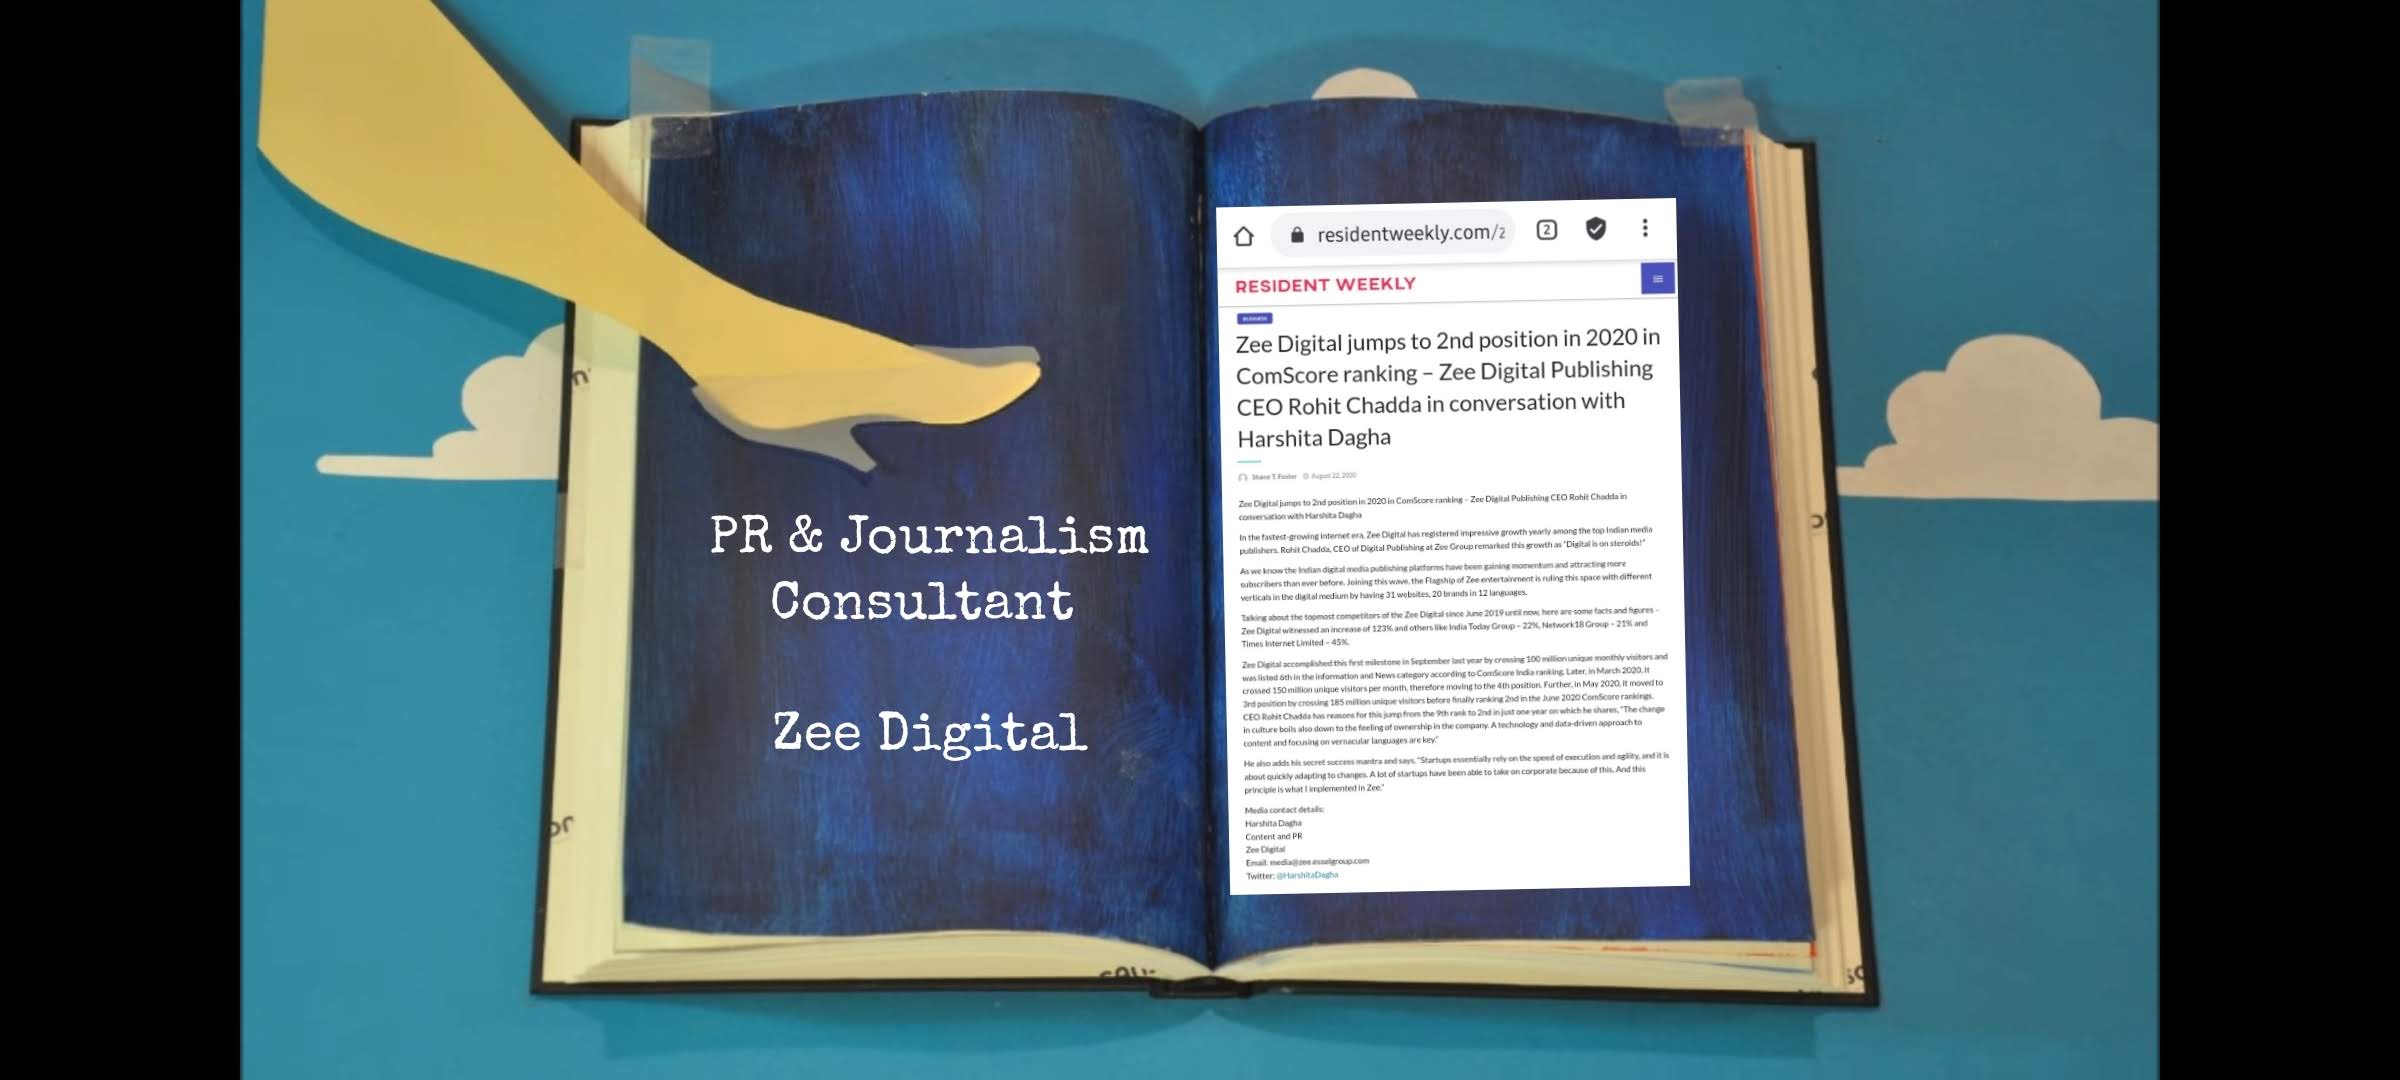 PR & Journalism
Consultant
Zee Digital
residentweekly.com/z
2
RESIDENT WEEKLY
BUSINESS
Zee Digital jumps to 2nd position in 2020 in
ComScore ranking – Zee Digital Publishing
CEO Rohit Chadda in conversation with
Harshita Dagha
Shane T. Foster August 22, 2020
Zee Digital jumps to 2nd position in 2020 in ComScore ranking – Zee Digital Publishing CEO Rohit Chadda in
conversation with Harshita Dagha
In the fastest-growing internet era, Zee Digital has registered impressive growth yearly among the top Indian media
publishers. Rohit Chadda, CEO of Digital Publishing at Zee Group remarked this growth as "Digital is on steroids!"
As we know the Indian digital media publishing platforms have been gaining momentum and attracting more
subscribers than ever before. Joining this wave, the Flagship of Zee entertainment is ruling this space with different
verticals in the digital medium by having 31 websites, 20 brands in 12 languages.
Talking about the topmost competitors of the Zee Digital since June 2019 until now, here are some facts and figures -
Zee Digital witnessed an increase of 123% and others like India Today Group – 22%, Network18 Group – 21% and
Times Internet Limited – 45%.
Zee Digital accomplished this first milestone in September last year by crossing 100 million unique monthly visitors and
was listed 6th in the information and News category according to ComScore India ranking. Later, in March 2020, it
crossed 150 million unique visitors per month, therefore moving to the 4th position. Further, in May 2020, it moved to
3rd position by crossing 185 million unique visitors before finally ranking 2nd in the June 2020 ComScore rankings.
CEO Rohit Chadda has reasons for this jump from the 9th rank to 2nd in just one year on which he shares, "The change
in culture boils also down to the feeling of ownership in the company. A technology and data-driven approach to
content and focusing on vernacular languages are key."
He also adds his secret success mantra and says, "Startups essentially rely on the speed of execution and agility, and it is
about quickly adapting to changes. A lot of startups have been able to take on corporate because of this. And this
principle is what I implemented in Zee."
Media contact details:
Harshita Dagha
Content and PR
Zee Digital
Email: media@zee.esselgroup.com
Twitter: @HarshitaDagha